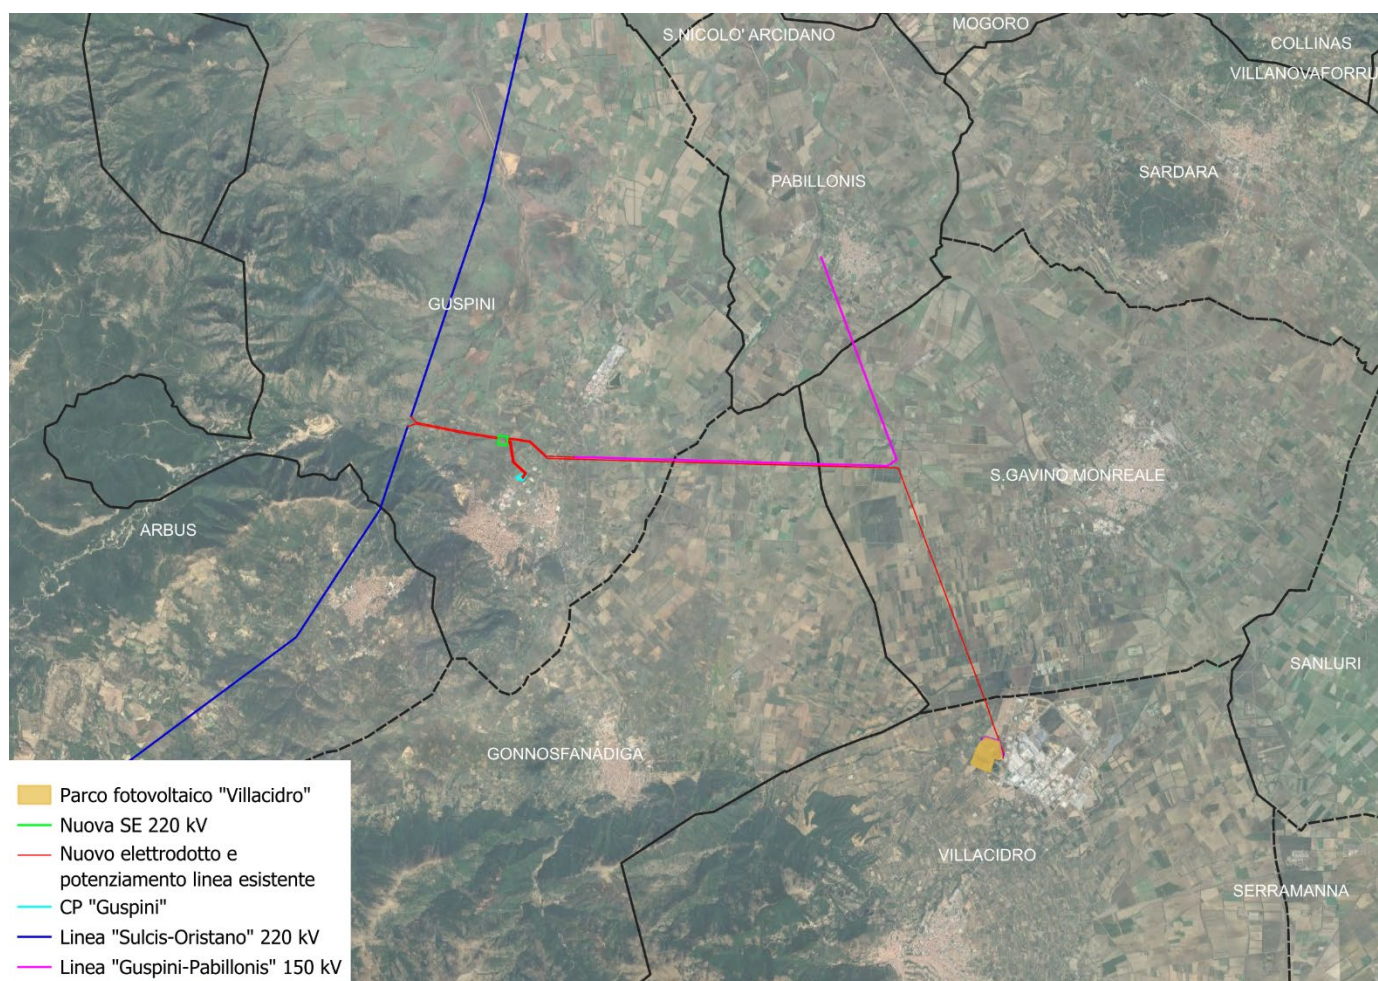 MOGORO
S.NICOLO' ARCIDANO
COLLINAS
VILLANOVAFORRU
SARDARA
PABILLONIS
GUSPINI
S.GAVINO MONREALE
ARBUS
SANLURI
GONNOSFANADIGA
VILLACIDRO
SERRAMANNA
Parco fotovoltaico "Villacidro"
Nuova SE 220 kV
Nuovo elettrodotto e
potenziamento linea esistente
CP "Guspini"
Linea "Sulcis-Oristano" 220 kV
Linea "Guspini-Pabillonis" 150 kV